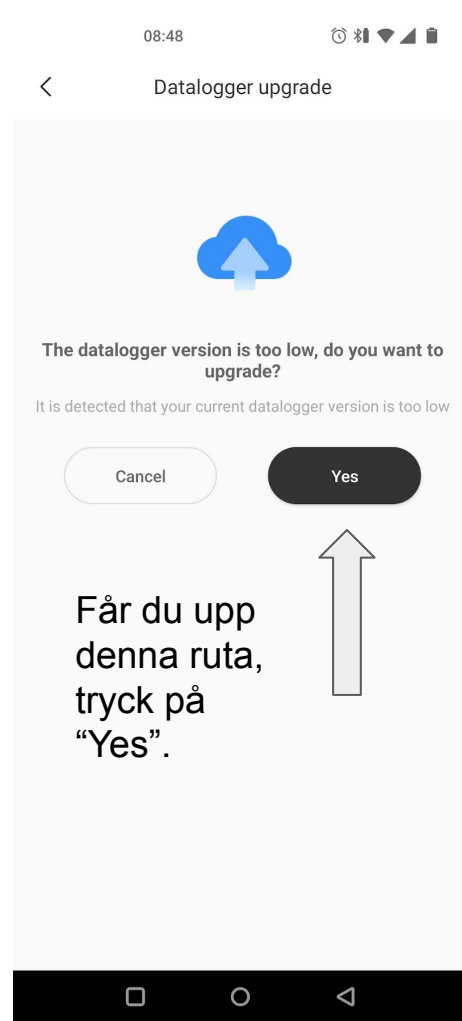 08:48
Datalogger upgrade
The datalogger version is too low, do you want to
upgrade?
It is detected that your current datalogger version is too low
Cancel
Yes
Får du upp
denna ruta,
tryck på
“Yes”.